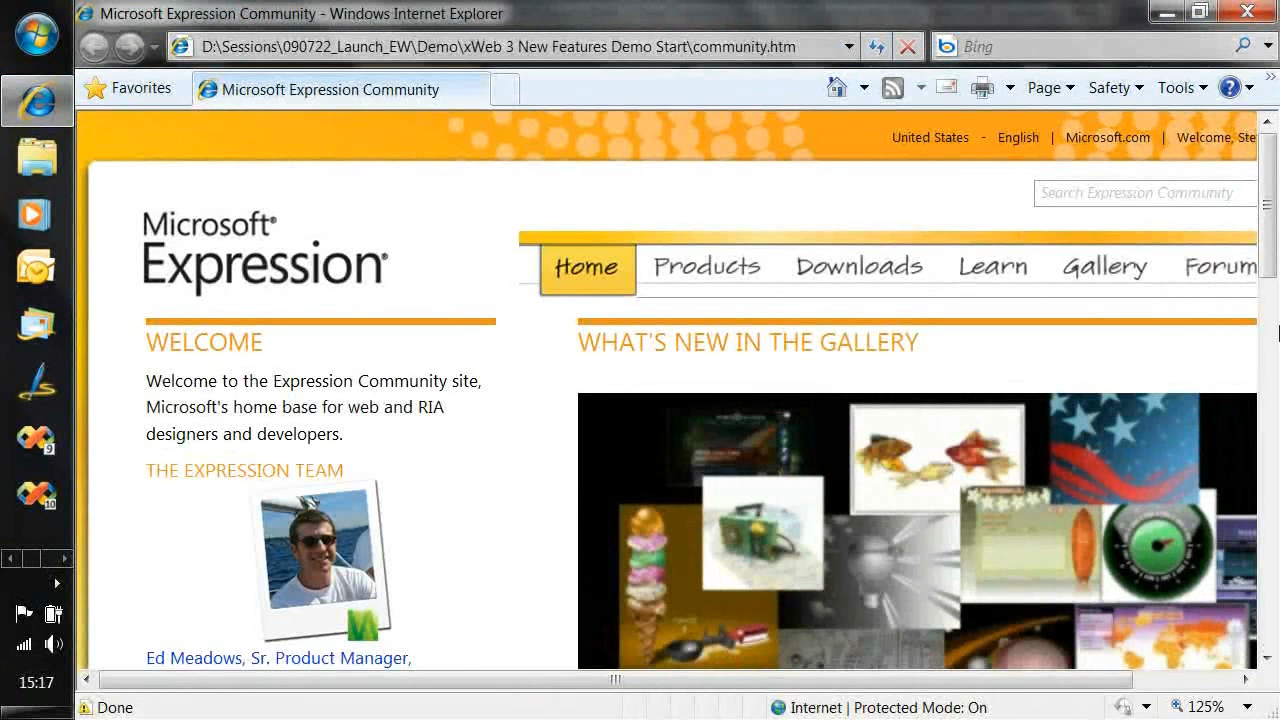 Microsoft Expression Community - Windows Internet Explorer
D:\Sessions\090722_Launch_EW\Demo\xWeb 3 New Features Demo Start\community.htm
Bing
Favorites
Microsoft Expression Community
Page
Safety
Tools
United States - English | Microsoft.com | Welcome, Ste
Search Expression Community
Microsoft®
Expression®
Home
Products
Downloads
Learn
Gallery
Forum
WELCOME
Welcome to the Expression Community site,
Microsoft's home base for web and RIA
designers and developers.
THE EXPRESSION TEAM
Ed Meadows, Sr. Product Manager,
WHAT'S NEW IN THE GALLERY
9
10
15:17
Done
Internet | Protected Mode: On
125%